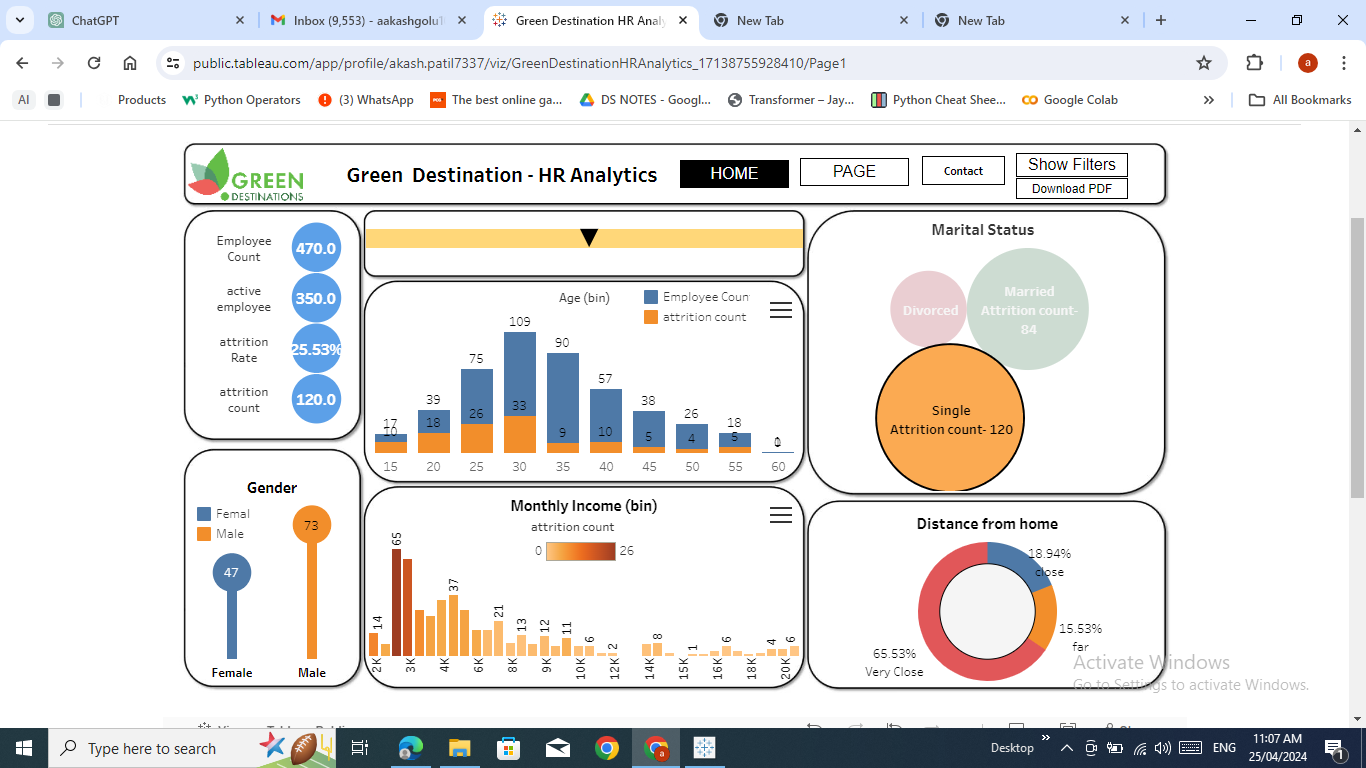 ChatGPT
Inbox (9,553) - aakashgolu1
Green Destination HR Analy
New Tab
New Tab
public.tableau.com/app/profile/akash.patil7337/viz/GreenDestinationHRAnalytics_17138755928410/Page1
a
AI
Products
Python Operators
(3) WhatsApp
The best online ga...
DS NOTES - Googl...
Transformer – Jay...
Python Cheat Shee...
Google Colab
All Bookmarks
GREEN
DESTINATIONS
Green Destination - HR Analytics
HOME
PAGE
Contact
Show Filters
Download PDF
Employee
Count
470.0
active
employee
350.0
attrition
Rate
25.53%
attrition
count
120.0
Gender
Femal
Male
47
73
Female
Male
Age (bin)
Employee Coun
attrition count
17
39
75
109
90
57
38
26
18
10
18
26
33
9
10
5
4
5
15
20
25
30
35
40
45
50
55
60
Monthly Income (bin)
attrition count
0
26
14
65
37
21
13
12
11
6
2
8
1
6
4
6
2K
3K
4K
6K
8K
9K
10K
12K
14K
15K
16K
18K
20K
Marital Status
Divorced
Married
Attrition count-
84
Single
Attrition count- 120
Distance from home
18.94%
close
15.53%
far
65.53%
Very Close
Activate Windows
Go to Settings to activate Windows.
Type here to search
Desktop
ENG
11:07 AM
25/04/2024
1